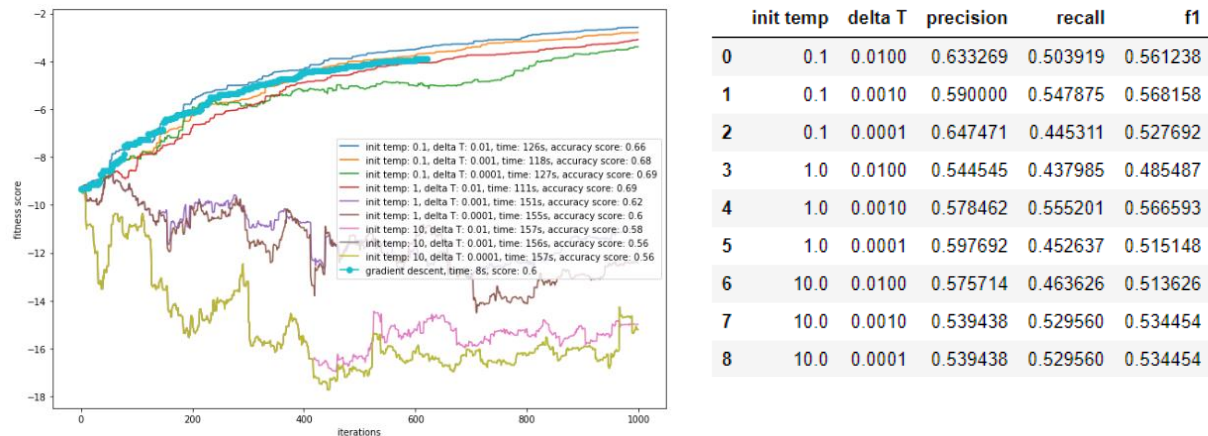 −2
−4
−6
−8
−10
−12
−14
−16
−18
fitness score
0
200
400
600
800
1000
iterations
init temp: 0.1, delta T: 0.01, time: 126s, accuracy score: 0.66
init temp: 0.1, delta T: 0.001, time: 118s, accuracy score: 0.68
init temp: 0.1, delta T: 0.0001, time: 127s, accuracy score: 0.69
init temp: 1, delta T: 0.01, time: 111s, accuracy score: 0.69
init temp: 1, delta T: 0.001, time: 151s, accuracy score: 0.62
init temp: 1, delta T: 0.0001, time: 155s, accuracy score: 0.6
init temp: 10, delta T: 0.01, time: 157s, accuracy score: 0.58
init temp: 10, delta T: 0.001, time: 156s, accuracy score: 0.56
init temp: 10, delta T: 0.0001, time: 157s, accuracy score: 0.56
gradient descent, time: 8s, score: 0.6
init temp delta T precision recall f1
0 0.1 0.0100 0.633269 0.503919 0.561238
1 0.1 0.0010 0.590000 0.547875 0.568158
2 0.1 0.0001 0.647471 0.445311 0.527692
3 1.0 0.0100 0.544545 0.437985 0.485487
4 1.0 0.0010 0.578462 0.555201 0.566593
5 1.0 0.0001 0.597692 0.452637 0.515148
6 10.0 0.0100 0.575714 0.463626 0.513626
7 10.0 0.0010 0.539438 0.529560 0.534454
8 10.0 0.0001 0.539438 0.529560 0.534454